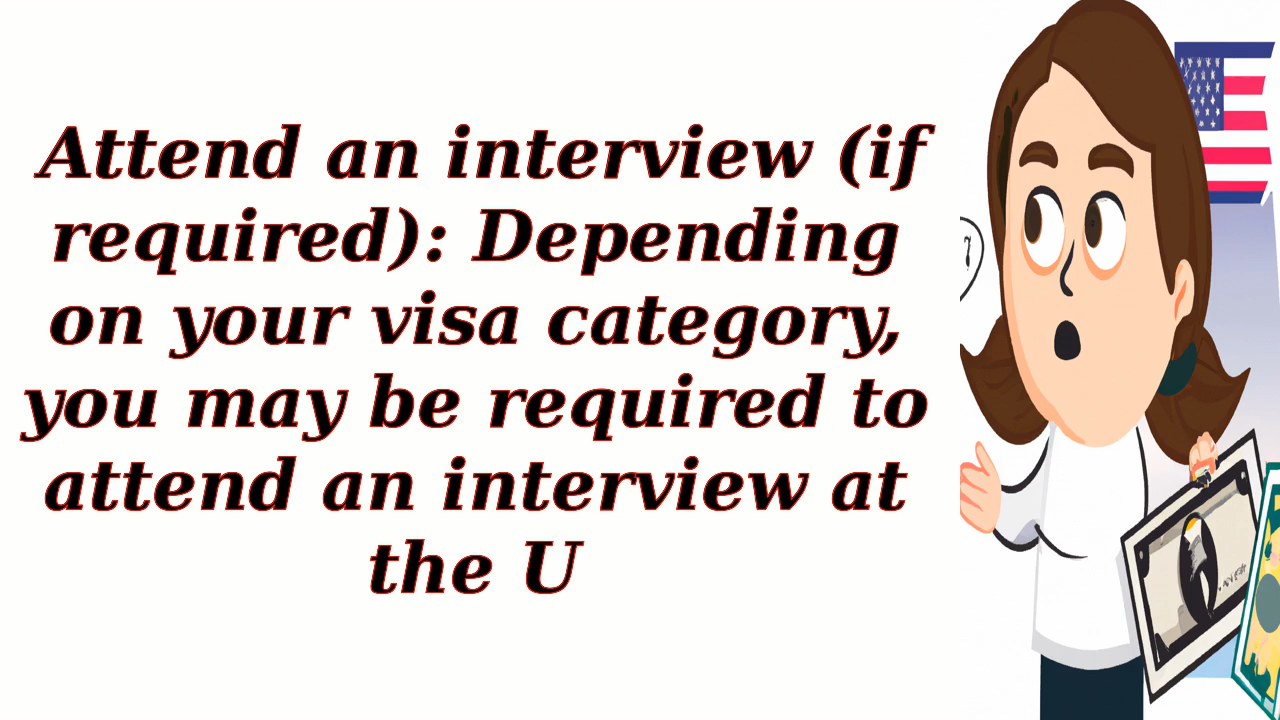 Attend an interview (if
required): Depending
on your visa category,
you may be required to
attend an interview at
the U